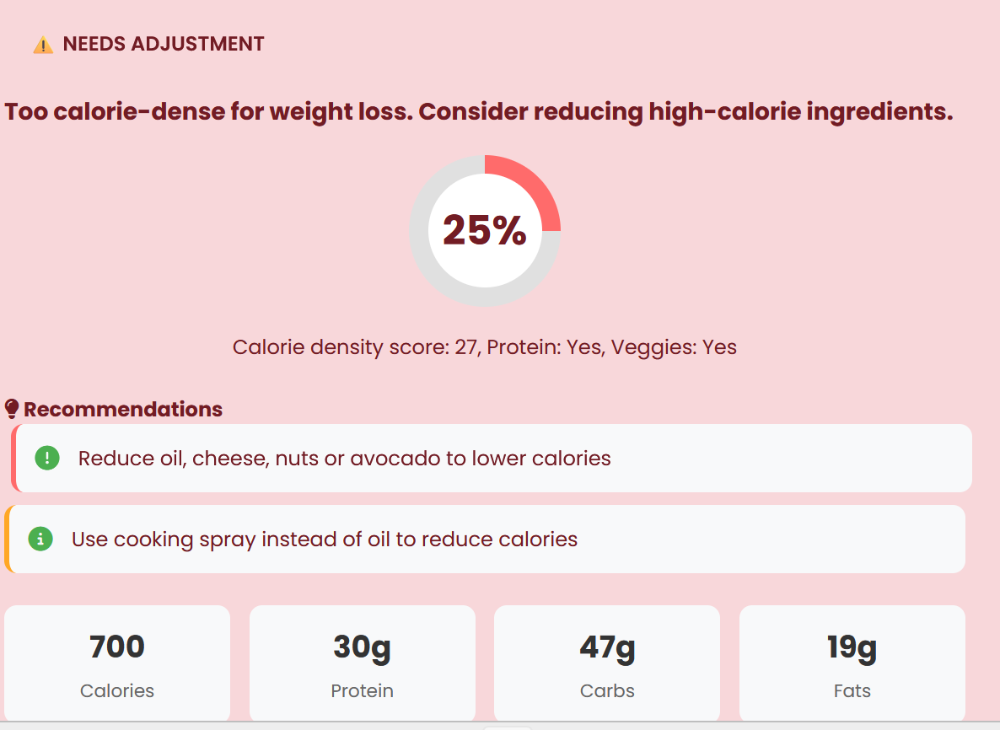 ⚠️ NEEDS ADJUSTMENT
Too calorie-dense for weight loss. Consider reducing high-calorie ingredients.
25%
Calorie density score: 27, Protein: Yes, Veggies: Yes
Recommendations
Reduce oil, cheese, nuts or avocado to lower calories
Use cooking spray instead of oil to reduce calories
700
Calories
30g
Protein
47g
Carbs
19g
Fats